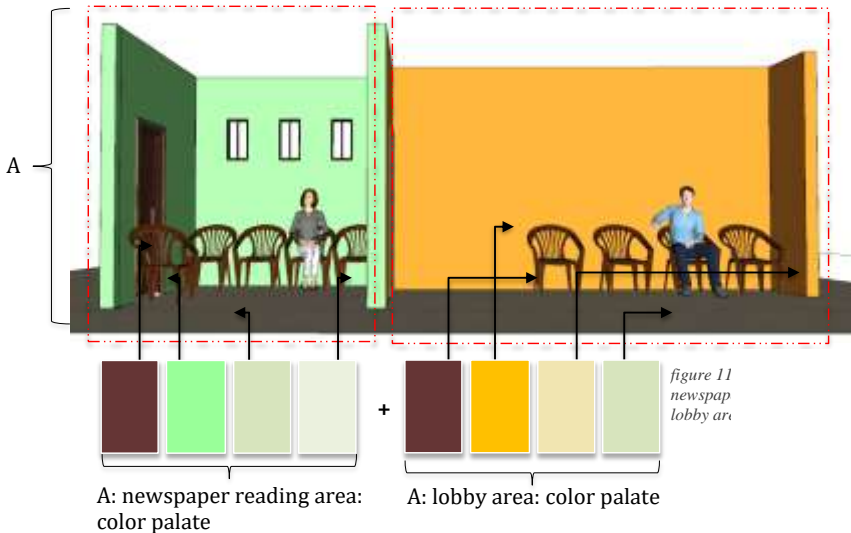 A
+
figure 11
newspap
lobby are
A: newspaper reading area:
color palate
A: lobby area: color palate